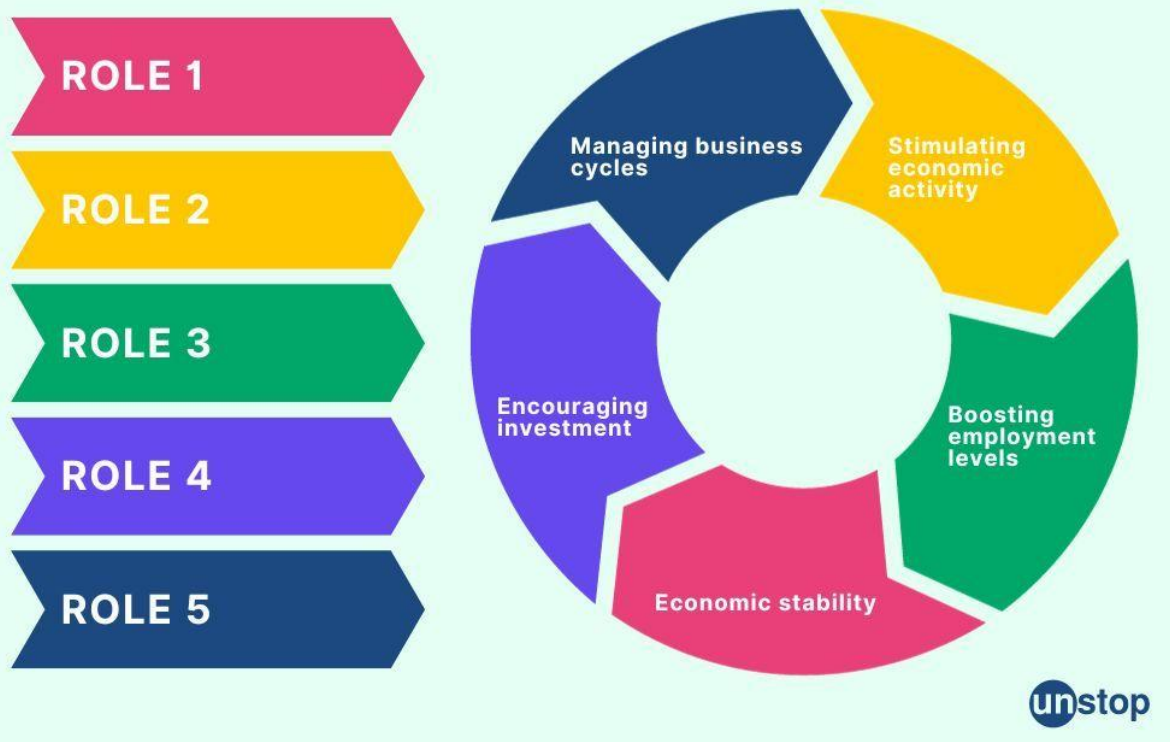 ROLE 1
ROLE 2
ROLE 3
ROLE 4
ROLE 5
Managing business
cycles
Stimulating
economic
activity
Encouraging
investment
Boosting
employment
levels
Economic stability
unstop